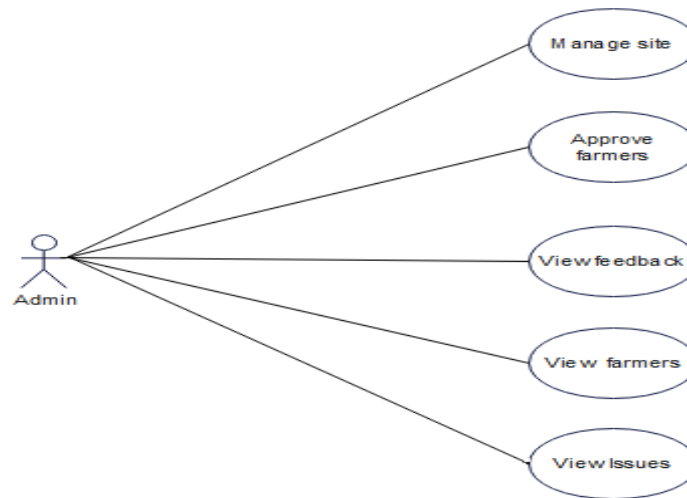 Manage site
Approve
farmers
View feedback
Admin
View farmers
View Issues